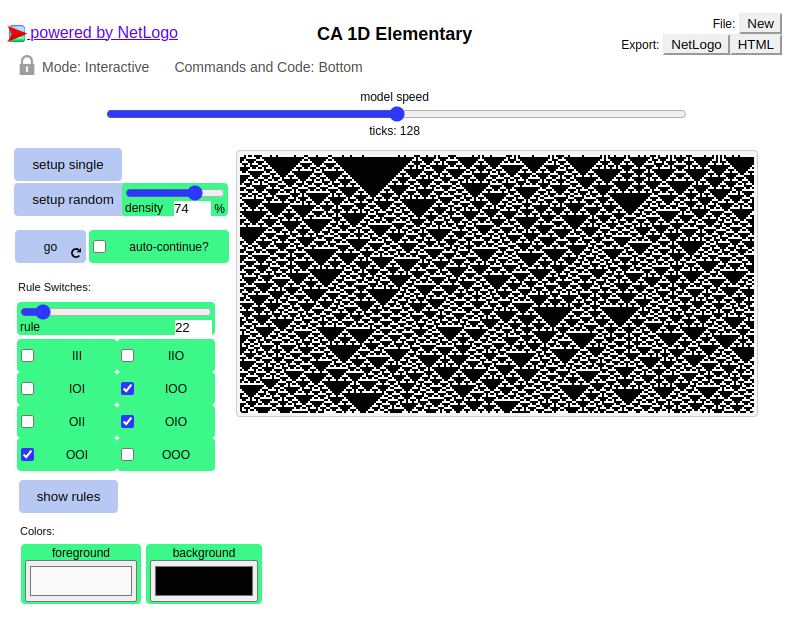 powered by NetLogo
CA 1D Elementary
File: New
Export: NetLogo HTML
Mode: Interactive
Commands and Code: Bottom
model speed
ticks: 128
setup single
setup random
density 74 %
go
auto-continue?
Rule Switches:
rule 22
III IIO
IOI IOO
OII OIO
OOI OOO
show rules
Colors:
foreground background